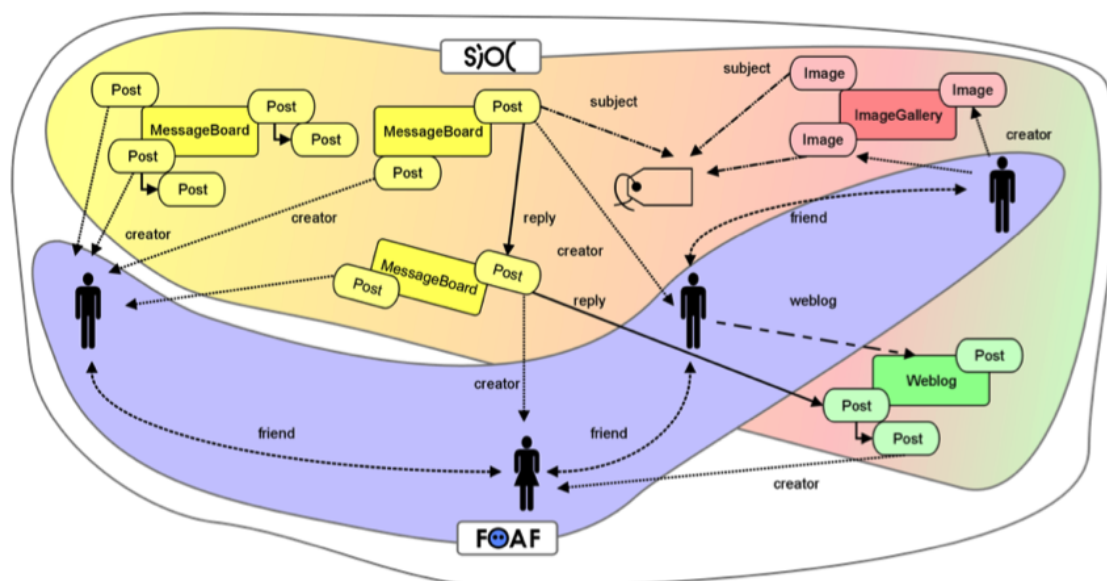 SIOC
subject
Image
Image
Post
Post
Post
MessageBoard
MessageBoard
ImageGallery
subject
creator
Post
Post
Image
Post
Post
creator
reply
friend
creator
creator
Post
MessageBoard
Post
reply
weblog
Post
Weblog
creator
Post
friend
friend
Post
creator
FOAF